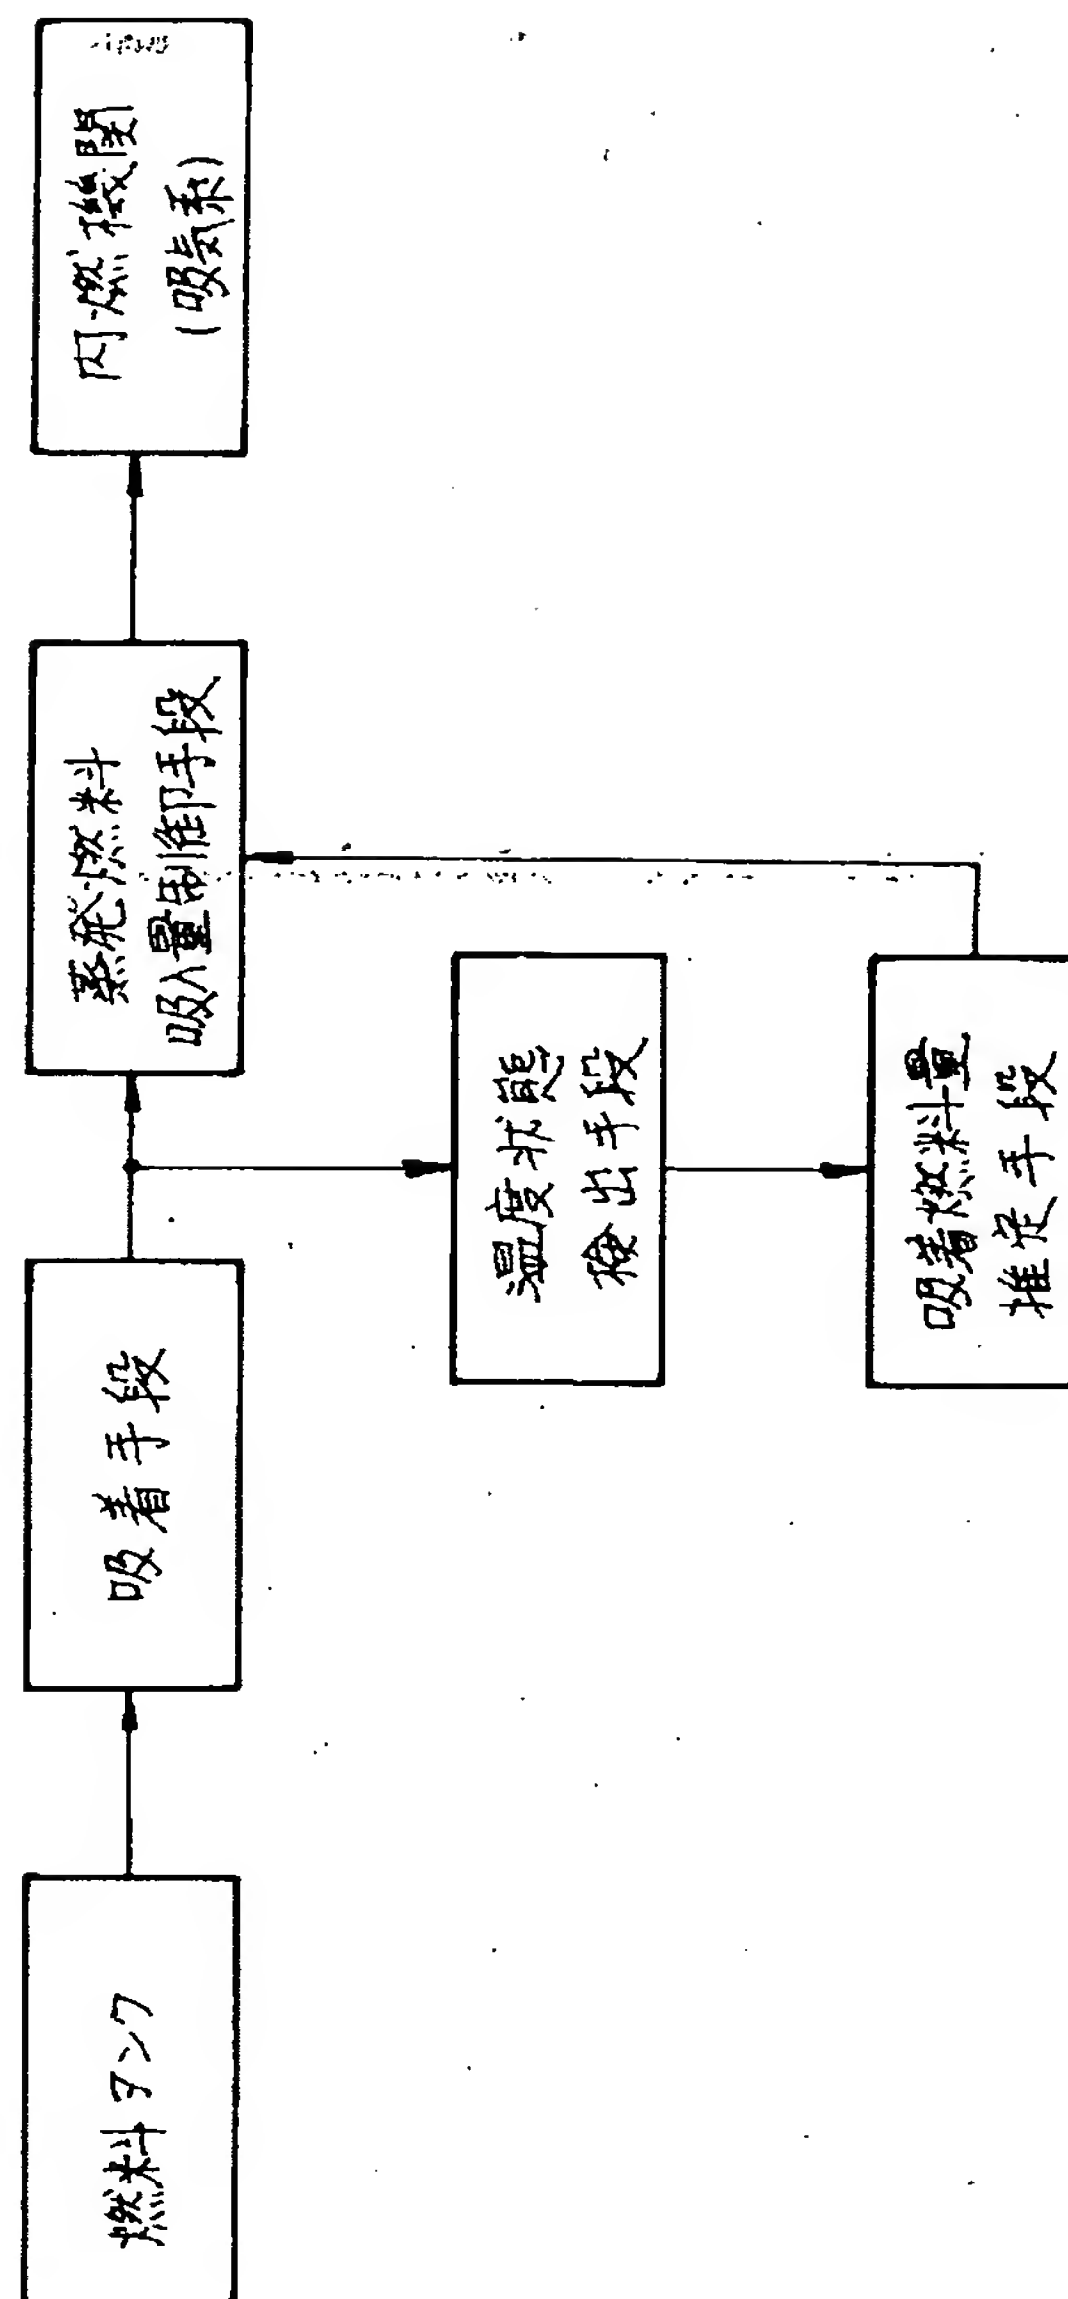 燃料タンク
吸着手段
蒸発燃料
吸入量制御手段
内燃機関
(吸気系)
温度状態
検出手段
吸着燃料量
推定手段